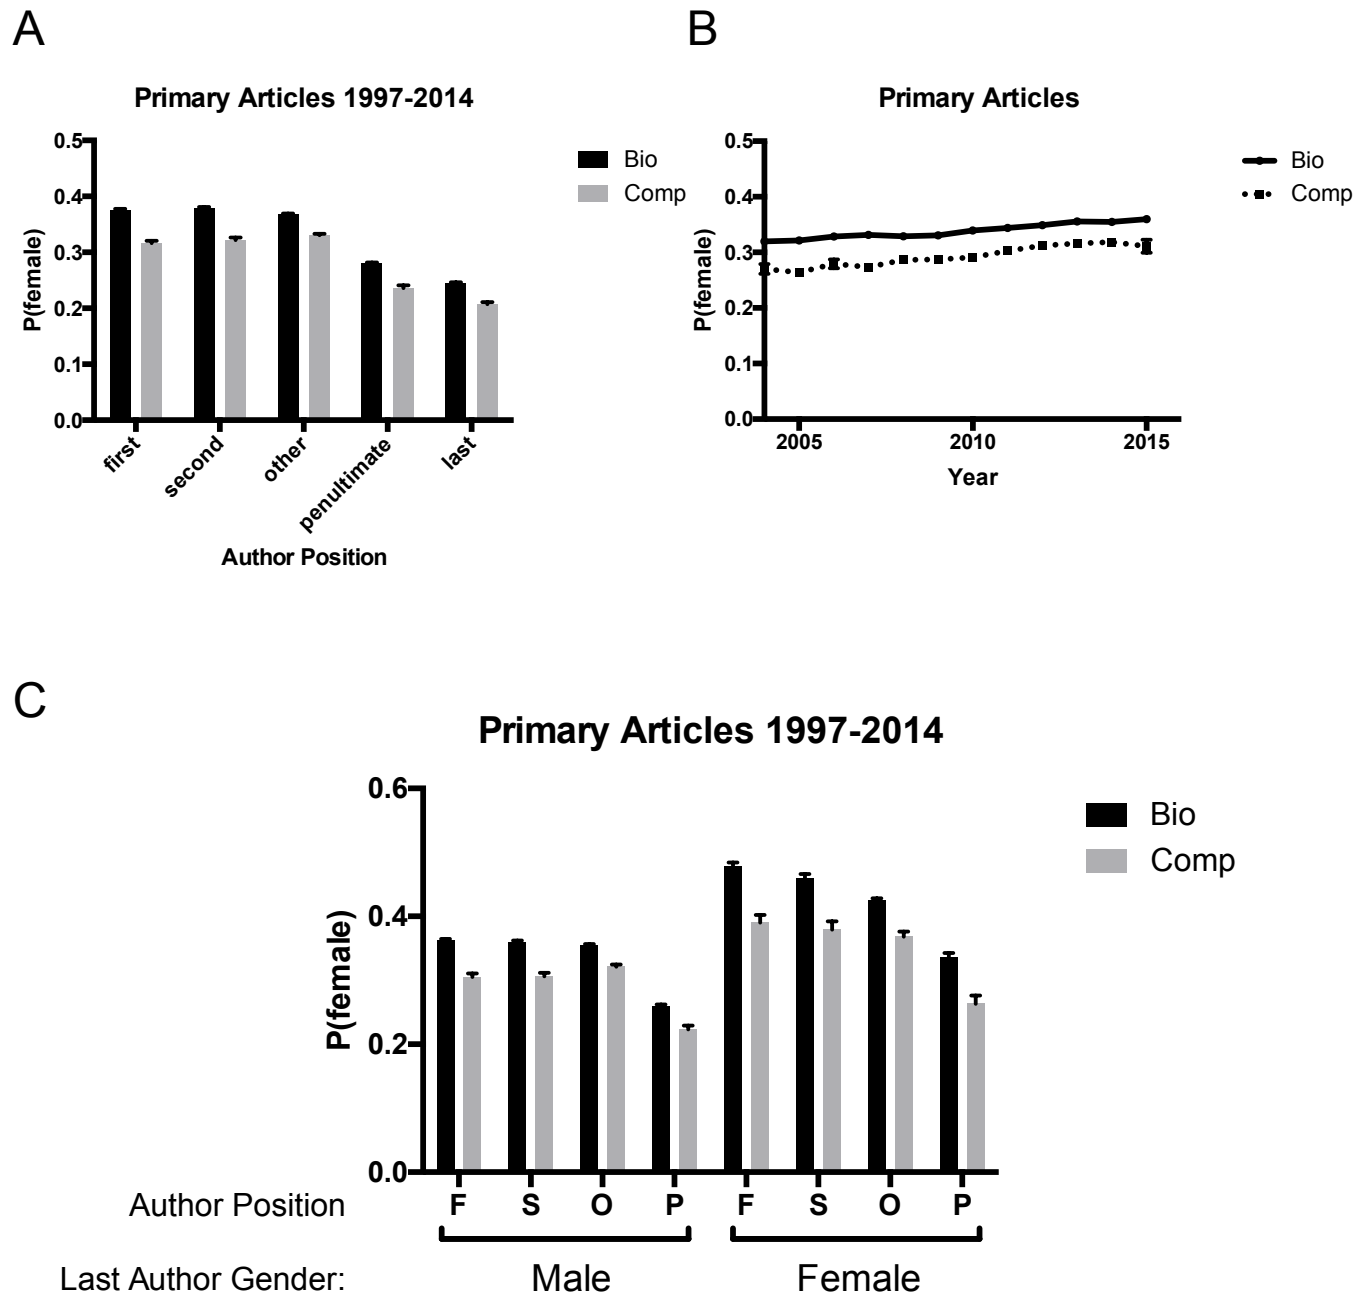 A
Primary Articles 1997-2014
0.5
0.4
0.3
0.2
0.1
0.0
P(female)
first
second
other
penultimate
last
Author Position
Bio
Comp
B
Primary Articles
0.5
0.4
0.3
0.2
0.1
0.0
P(female)
2005 2010 2015
Year
Bio
Comp
C
Primary Articles 1997-2014
0.6
0.4
0.2
0.0
P(female)
Bio
Comp
Author Position F S O P F S O P
Last Author Gender: Male Female